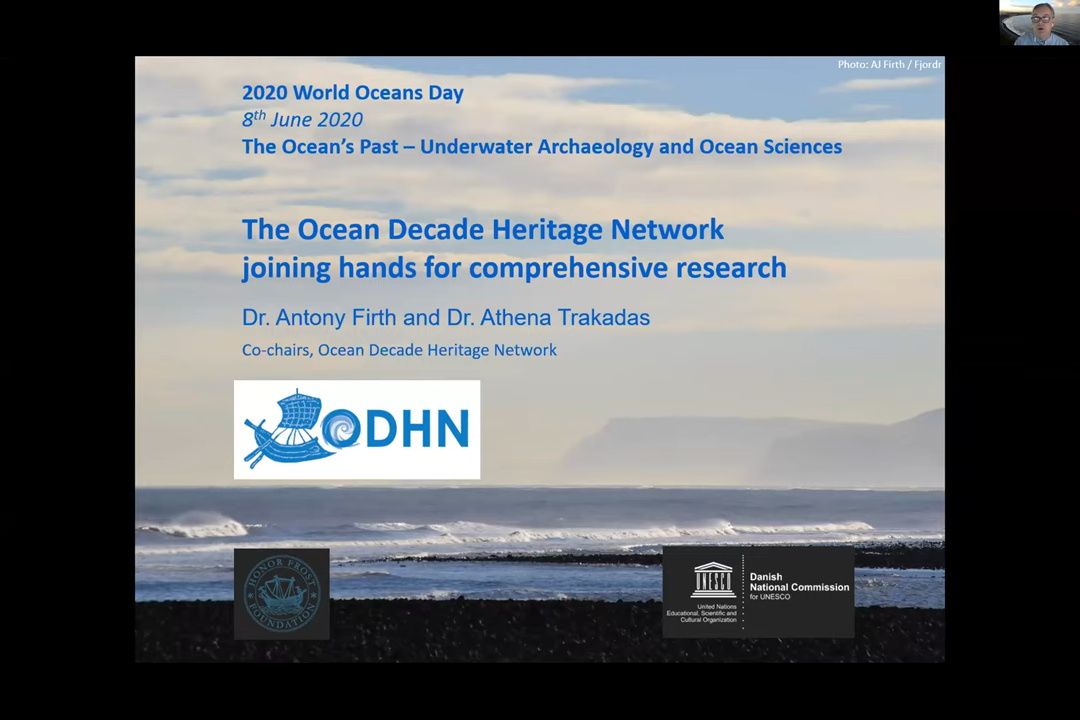 Photo: AJ Firth / Fjordr
2020 World Oceans Day
8th June 2020
The Ocean's Past – Underwater Archaeology and Ocean Sciences
The Ocean Decade Heritage Network
joining hands for comprehensive research
Dr. Antony Firth and Dr. Athena Trakadas
Co-chairs, Ocean Decade Heritage Network
ODHN
HONOR FROST
FOUNDATION
UNESCO
United Nations
Educational, Scientific and
Cultural Organization
Danish
National Commission
for UNESCO